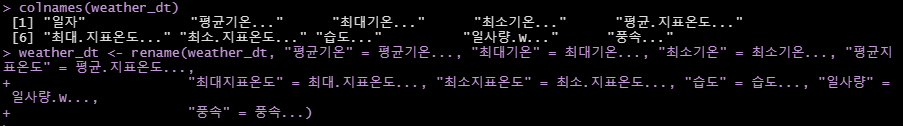 > colnames(weather_dt)
[1] "일자" "평균기온..." "최대기온..." "최소기온..." "평균.지표온도..."
[6] "최대.지표온도..." "최소.지표온도..." "습도..." "일사량.w..." "풍속..."
> weather_dt <- rename(weather_dt, "평균기온" = 평균기온..., "최대기온" = 최대기온..., "최소기온" = 최소기온..., "평균지
표온도" = 평균.지표온도...,
+ "최대지표온도" = 최대.지표온도..., "최소지표온도" = 최소.지표온도..., "습도" = 습도..., "일사량" =
일사량.w...,
+ "풍속" = 풍속...)